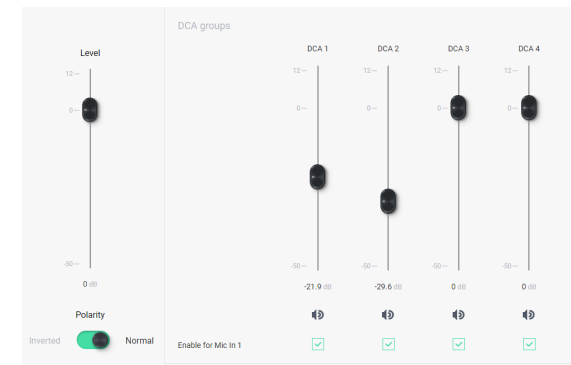 DCA groups
Level
DCA 1 DCA 2 DCA 3 DCA 4
12 12 12 12 12
0 0 0 0 0
-50 -50 -50 -50 -50
0 dB -21.9 dB -29.6 dB 0 dB 0 dB
Polarity
Inverted Normal
Enable for Mic In 1